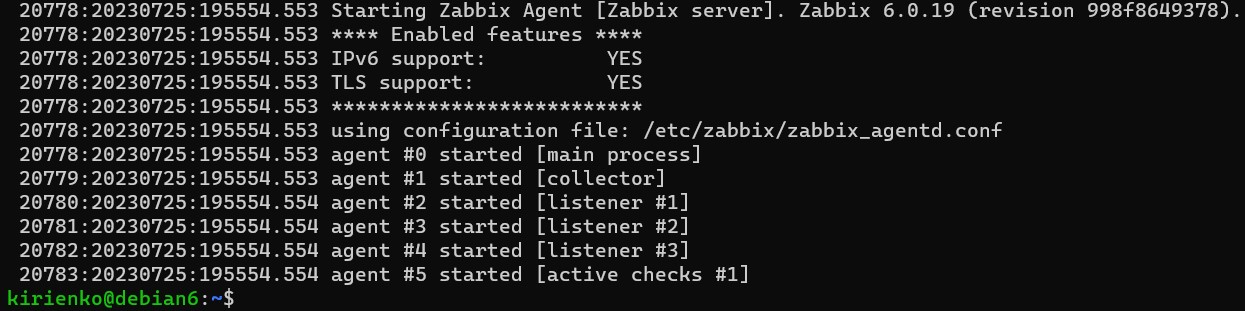 20778:20230725:195554.553 Starting Zabbix Agent [Zabbix server]. Zabbix 6.0.19 (revision 998f8649378).
20778:20230725:195554.553 **** Enabled features ****
20778:20230725:195554.553 IPv6 support:          YES
20778:20230725:195554.553 TLS support:           YES
20778:20230725:195554.553 **************************
20778:20230725:195554.553 using configuration file: /etc/zabbix/zabbix_agentd.conf
20778:20230725:195554.553 agent #0 started [main process]
20779:20230725:195554.553 agent #1 started [collector]
20780:20230725:195554.554 agent #2 started [listener #1]
20781:20230725:195554.554 agent #3 started [listener #2]
20782:20230725:195554.554 agent #4 started [listener #3]
20783:20230725:195554.554 agent #5 started [active checks #1]
kirienko@debian6:~$